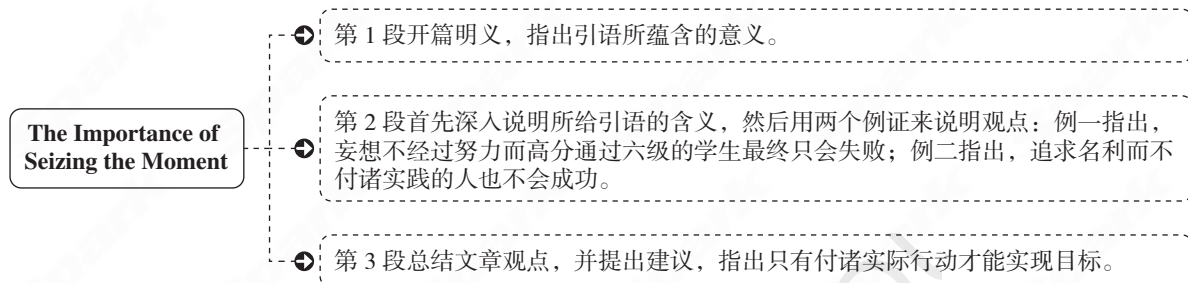 第 1 段开篇明义，指出引语所蕴含的意义。
The Importance of
Seizing the Moment
第 2 段首先深入说明所给引语的含义，然后用两个例证来说明观点：例一指出，
妄想不经过努力而高分通过六级的学生最终只会失败；例二指出，追求名利而不
付诸实践的人也不会成功。
第 3 段总结文章观点，并提出建议，指出只有付诸实际行动才能实现目标。